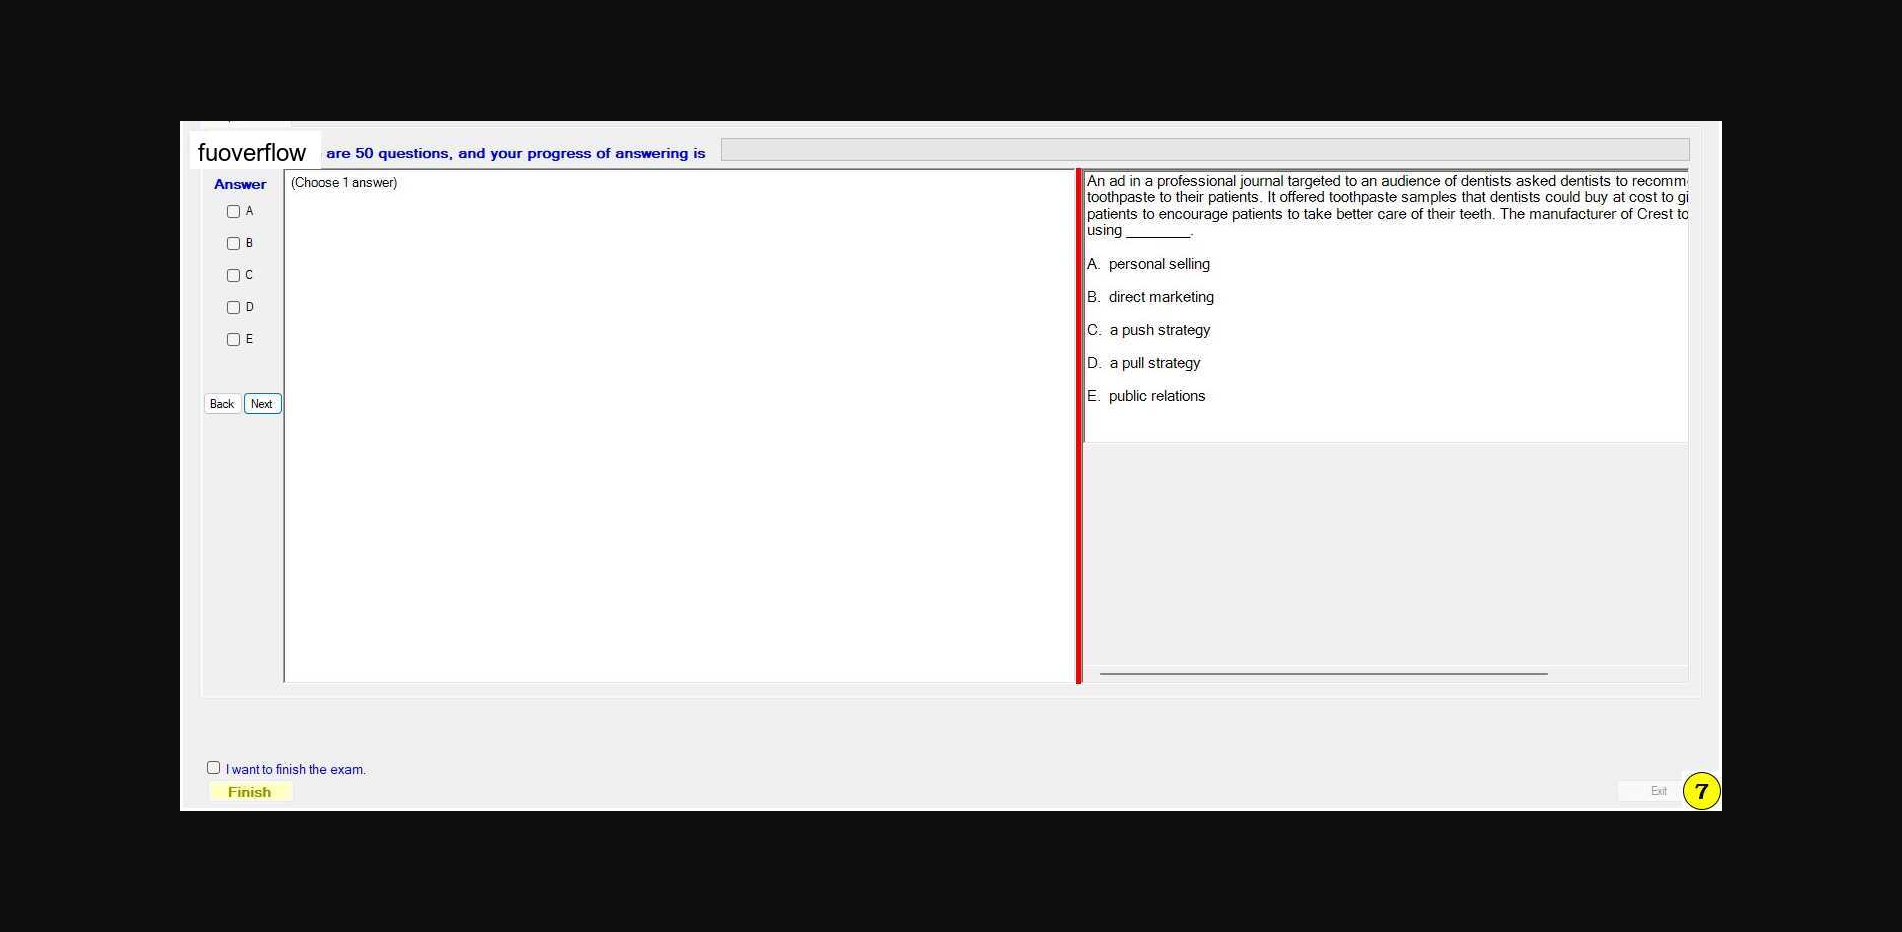 fuoverflow are 50 questions, and your progress of answering is
Answer
A
B
C
D
E
Back Next
(Choose 1 answer)
An ad in a professional journal targeted to an audience of dentists asked dentists to recomm
toothpaste to their patients. It offered toothpaste samples that dentists could buy at cost to gi
patients to encourage patients to take better care of their teeth. The manufacturer of Crest to
using ________.
A. personal selling
B. direct marketing
C. a push strategy
D. a pull strategy
E. public relations
I want to finish the exam.
Finish
Exit
7